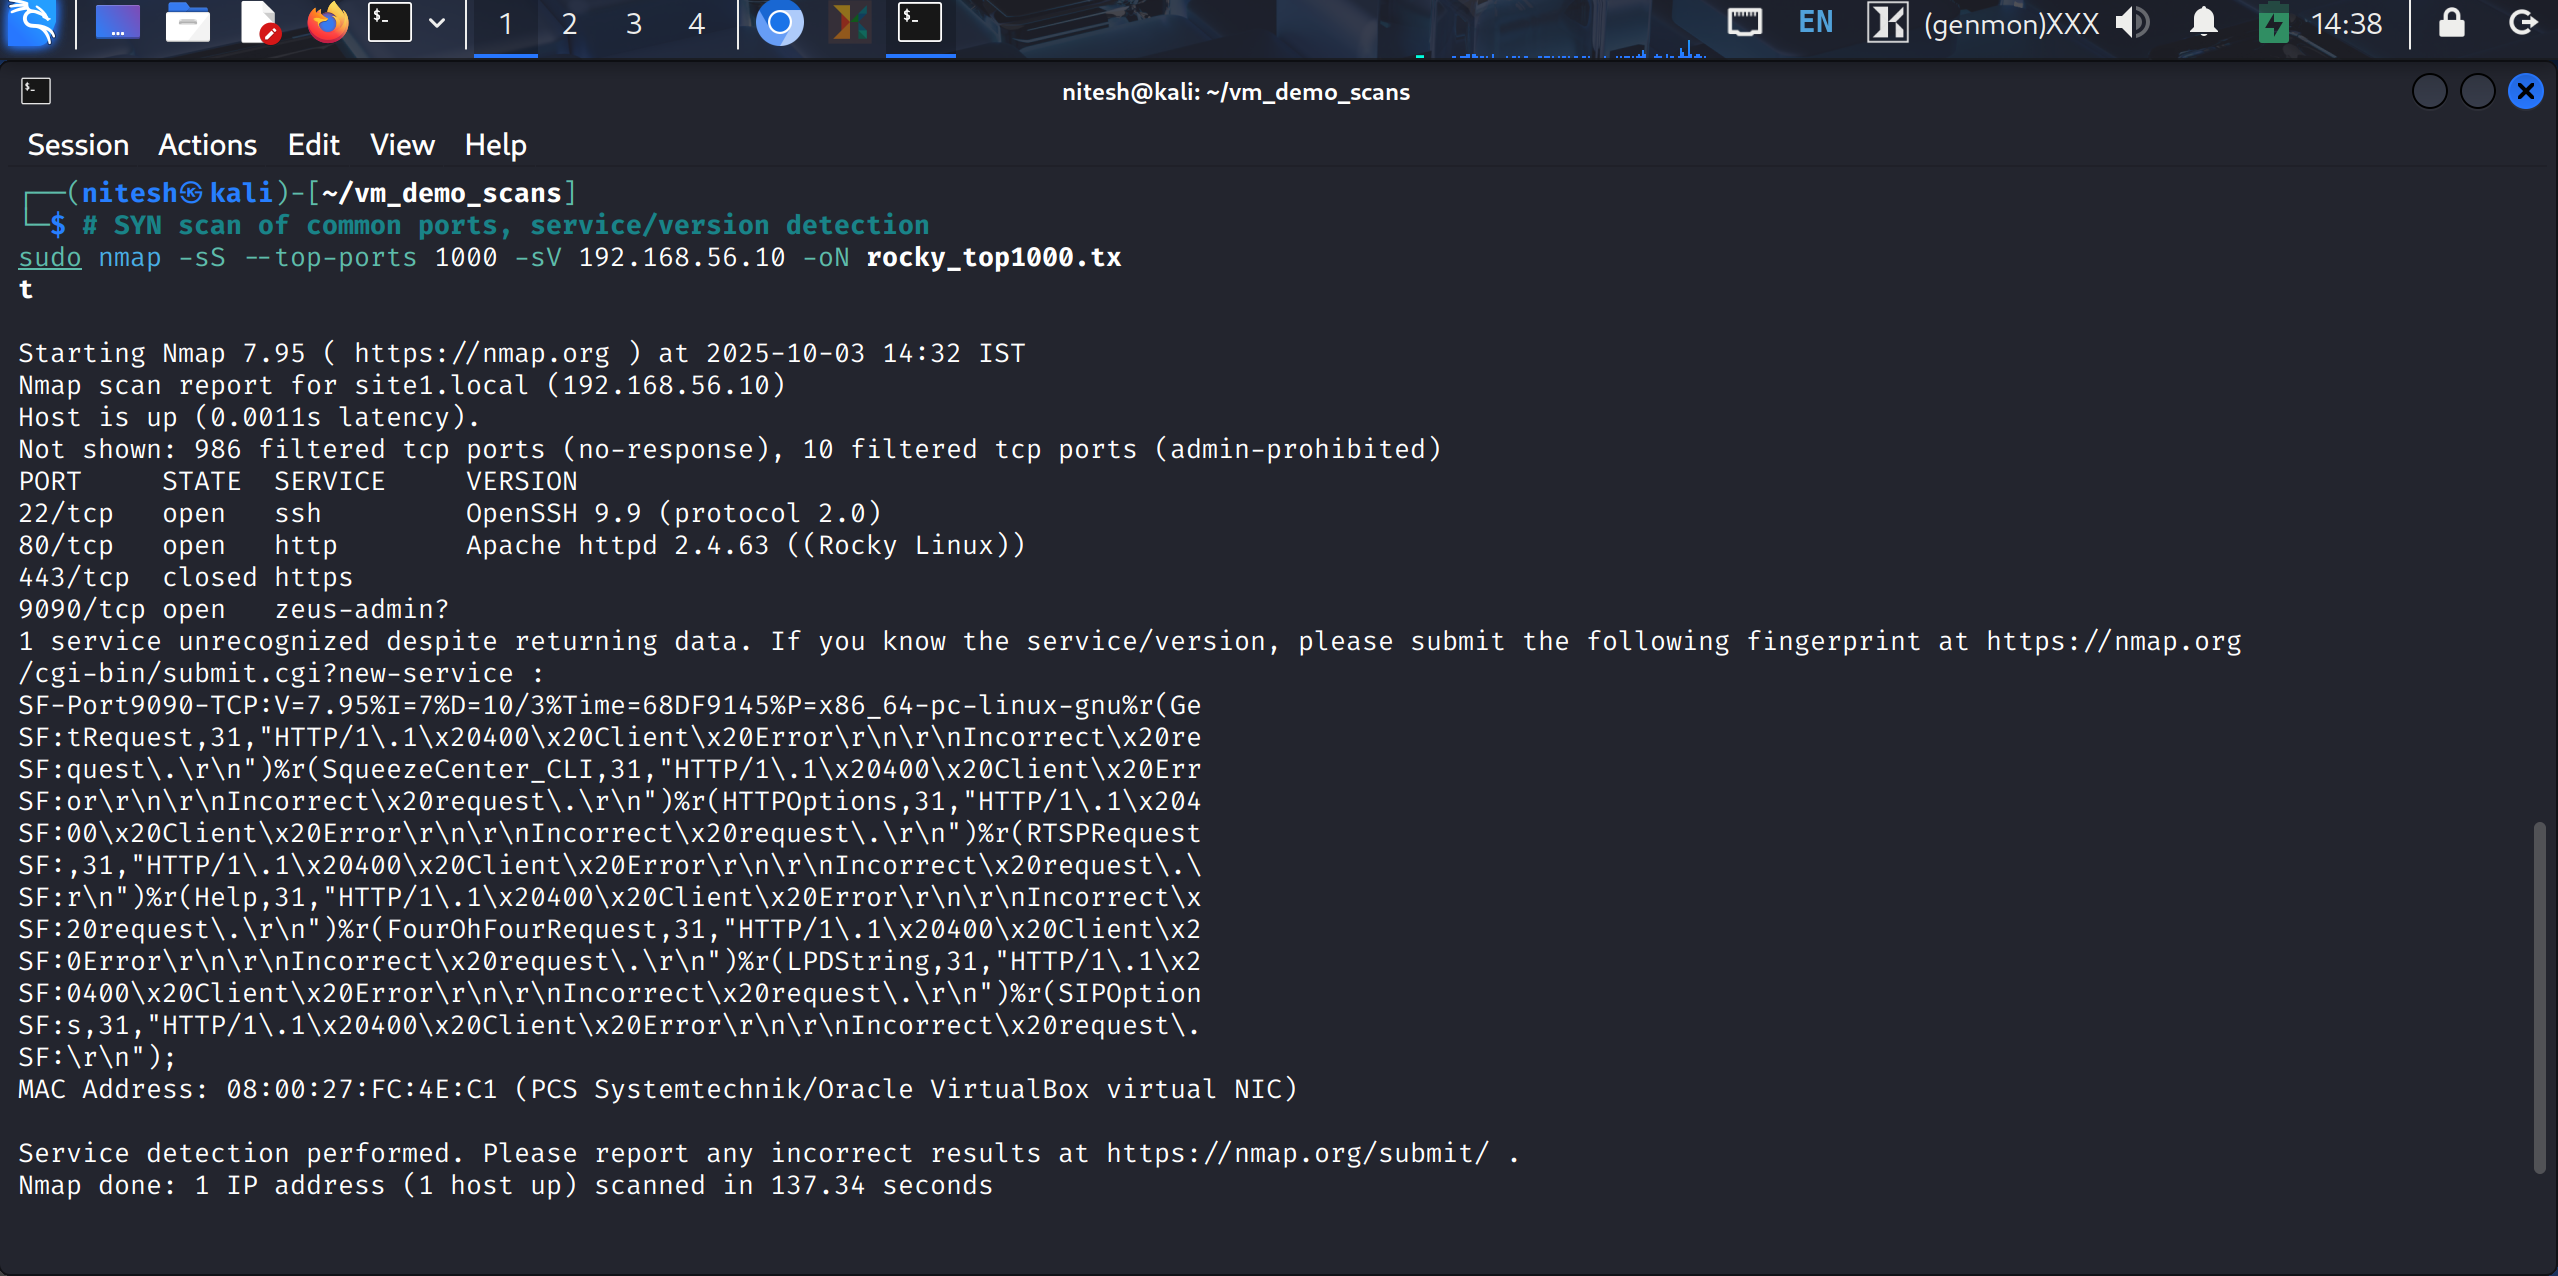 1 2 3 4 EN (genmon)XXX 14:38
nitesh@kali: ~/vm_demo_scans
Session Actions Edit View Help
┌──(nitesh㉿kali)-[~/vm_demo_scans]
└─$ # SYN scan of common ports, service/version detection
sudo nmap -sS --top-ports 1000 -sV 192.168.56.10 -oN rocky_top1000.tx
t
Starting Nmap 7.95 ( https://nmap.org ) at 2025-10-03 14:32 IST
Nmap scan report for site1.local (192.168.56.10)
Host is up (0.0011s latency).
Not shown: 986 filtered tcp ports (no-response), 10 filtered tcp ports (admin-prohibited)
PORT     STATE  SERVICE     VERSION
22/tcp   open   ssh         OpenSSH 9.9 (protocol 2.0)
80/tcp   open   http        Apache httpd 2.4.63 ((Rocky Linux))
443/tcp  closed https
9090/tcp open   zeus-admin?
1 service unrecognized despite returning data. If you know the service/version, please submit the following fingerprint at https://nmap.org
/cgi-bin/submit.cgi?new-service :
SF-Port9090-TCP:V=7.95%I=7%D=10/3%Time=68DF9145%P=x86_64-pc-linux-gnu%r(Ge
SF:tRequest,31,"HTTP/1\.1\x20400\x20Client\x20Error\r\n\r\nIncorrect\x20re
SF:quest\.\r\n")%r(SqueezeCenter_CLI,31,"HTTP/1\.1\x20400\x20Client\x20Err
SF:or\r\n\r\nIncorrect\x20request\.\r\n")%r(HTTPOptions,31,"HTTP/1\.1\x204
SF:00\x20Client\x20Error\r\n\r\nIncorrect\x20request\.\r\n")%r(RTSPRequest
SF:,31,"HTTP/1\.1\x20400\x20Client\x20Error\r\n\r\nIncorrect\x20request\.\
SF:r\n")%r(Help,31,"HTTP/1\.1\x20400\x20Client\x20Error\r\n\r\nIncorrect\x
SF:20request\.\r\n")%r(FourOhFourRequest,31,"HTTP/1\.1\x20400\x20Client\x2
SF:0Error\r\n\r\nIncorrect\x20request\.\r\n")%r(LPDString,31,"HTTP/1\.1\x2
SF:0400\x20Client\x20Error\r\n\r\nIncorrect\x20request\.\r\n")%r(SIPOption
SF:s,31,"HTTP/1\.1\x20400\x20Client\x20Error\r\n\r\nIncorrect\x20request\.
SF:\r\n");
MAC Address: 08:00:27:FC:4E:C1 (PCS Systemtechnik/Oracle VirtualBox virtual NIC)
Service detection performed. Please report any incorrect results at https://nmap.org/submit/ .
Nmap done: 1 IP address (1 host up) scanned in 137.34 seconds